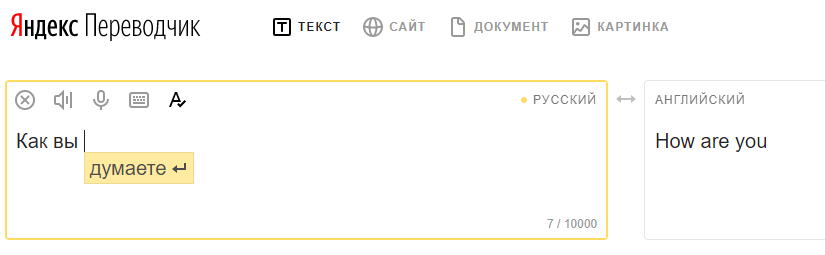 Яндекс Переводчик
ТЕКСТ
САЙТ
ДОКУМЕНТ
КАРТИНКА
РУССКИЙ
Как вы
думаете
7 / 10000
АНГЛИЙСКИЙ
How are you